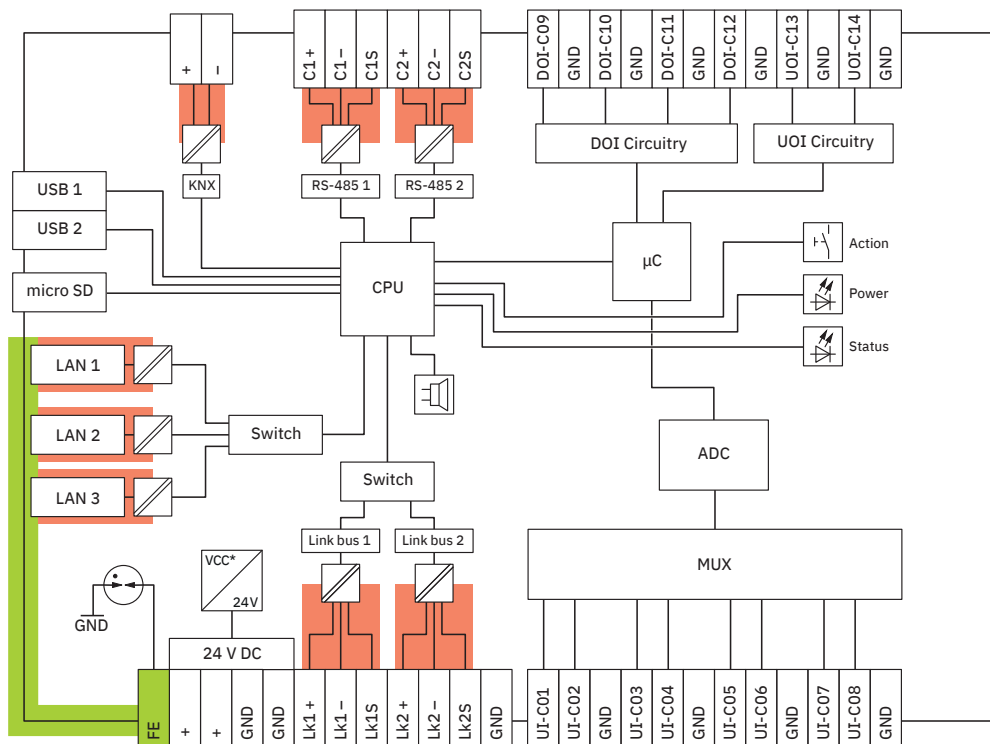 +
−
C1 +
C1 −
C1S
C2 +
C2 −
C2S
DOI-C09
GND
DOI-C10
GND
DOI-C11
GND
DOI-C12
GND
UOI-C13
GND
UOI-C14
GND
DOI Circuitry
UOI Circuitry
KNX
RS-485 1
RS-485 2
USB 1
USB 2
micro SD
CPU
µC
Action
Power
Status
LAN 1
LAN 2
LAN 3
Switch
Switch
ADC
Link bus 1
Link bus 2
MUX
VCC*
24V
GND
24 V DC
FE
+
+
GND
GND
Lk1 +
Lk1 −
Lk1S
Lk2 +
Lk2 −
Lk2S
GND
UI-C01
UI-C02
GND
UI-C03
UI-C04
GND
UI-C05
UI-C06
GND
UI-C07
UI-C08
GND